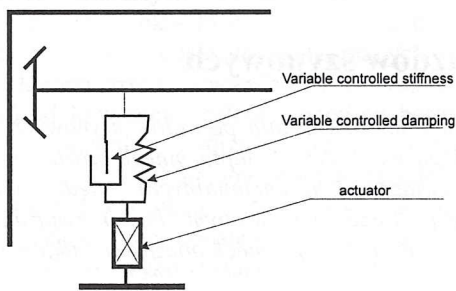 Variable controlled stiffness
Variable controlled damping
actuator